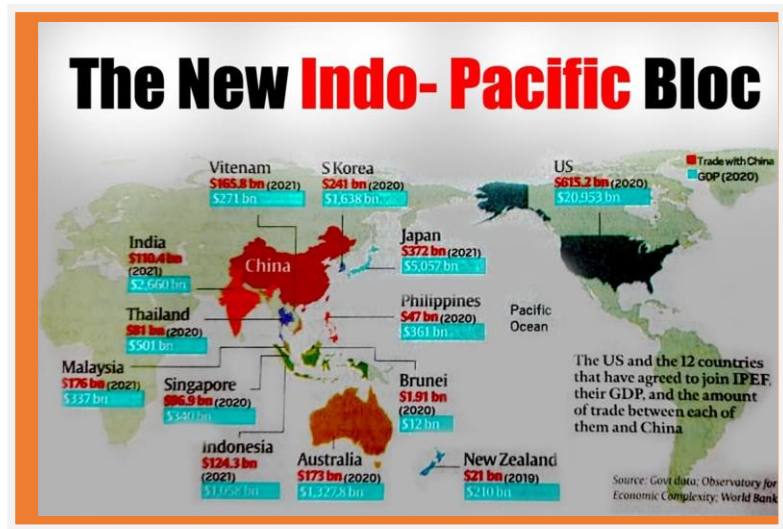 The New Indo- Pacific Bloc
Vitenam
$165.8 bn (2021)
$271 bn
S Korea
$241 bn (2020)
$1,638 bn
US
$615.2 bn (2020)
$20,953 bn
Trade with China
GDP (2020)
India
$110.4 bn
(2021)
$2,660 bn
China
Japan
$372 bn (2021)
$5,057 bn
Thailand
$81 bn (2020)
$501 bn
Philippines
$47 bn (2020)
$361 bn
Pacific
Ocean
Malaysia
$176 bn (2021)
$337 bn
Singapore
$86.9 bn (2020)
$340 bn
Brunei
$1.91 bn
(2020)
$12 bn
The US and the 12 countries
that have agreed to join IPEF,
their GDP, and the amount
of trade between each of
them and China
Indonesia
$124.3 bn
(2021)
$1,058 bn
Australia
$173 bn (2020)
$1,327.8 bn
New Zealand
$21 bn (2019)
$210 bn
Source: Govt data; Observatory for
Economic Complexity; World Bank